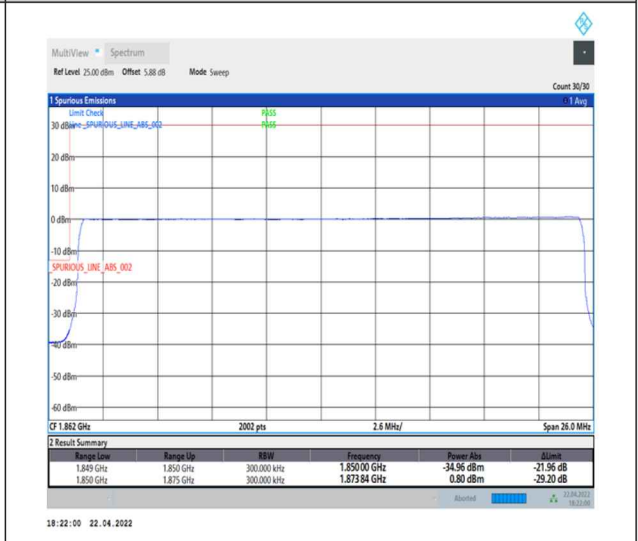 MultiView Spectrum
Ref Level 25.00 dBm Offset 5.88 dB Mode Sweep
Count 30/30
1 Spurious Emissions 1 Avg
Limit Check PASS
30 dBm Line _SPURIOUS_LINE_ABS_002 PASS
20 dBm
10 dBm
0 dBm
-10 dBm
_SPURIOUS_LINE_ABS_002
-20 dBm
-30 dBm
-40 dBm
-50 dBm
-60 dBm
CF 1.862 GHz 2002 pts 2.6 MHz/ Span 26.0 MHz
2 Result Summary
Range Low Range Up RBW Frequency Power Abs ΔLimit
1.849 GHz 1.850 GHz 300.000 kHz 1.85000 GHz -34.96 dBm -21.96 dB
1.850 GHz 1.875 GHz 300.000 kHz 1.87384 GHz 0.80 dBm -29.20 dB
Aborted 22.04.2022
18:22:00
18:22:00 22.04.2022